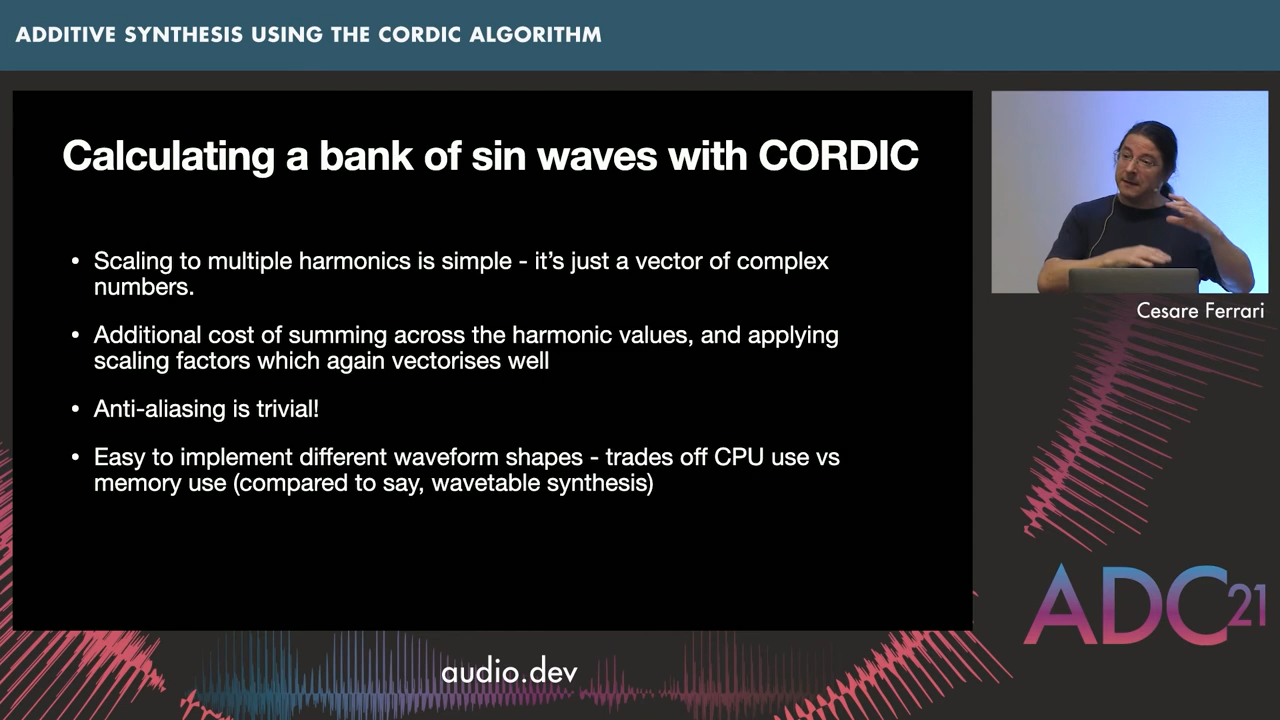 ADDITIVE SYNTHESIS USING THE CORDIC ALGORITHM
Calculating a bank of sin waves with CORDIC
• Scaling to multiple harmonics is simple - it’s just a vector of complex
numbers.
• Additional cost of summing across the harmonic values, and applying
scaling factors which again vectorises well
• Anti-aliasing is trivial!
• Easy to implement different waveform shapes - trades off CPU use vs
memory use (compared to say, wavetable synthesis)
Cesare Ferrari
ADC21
audio.dev